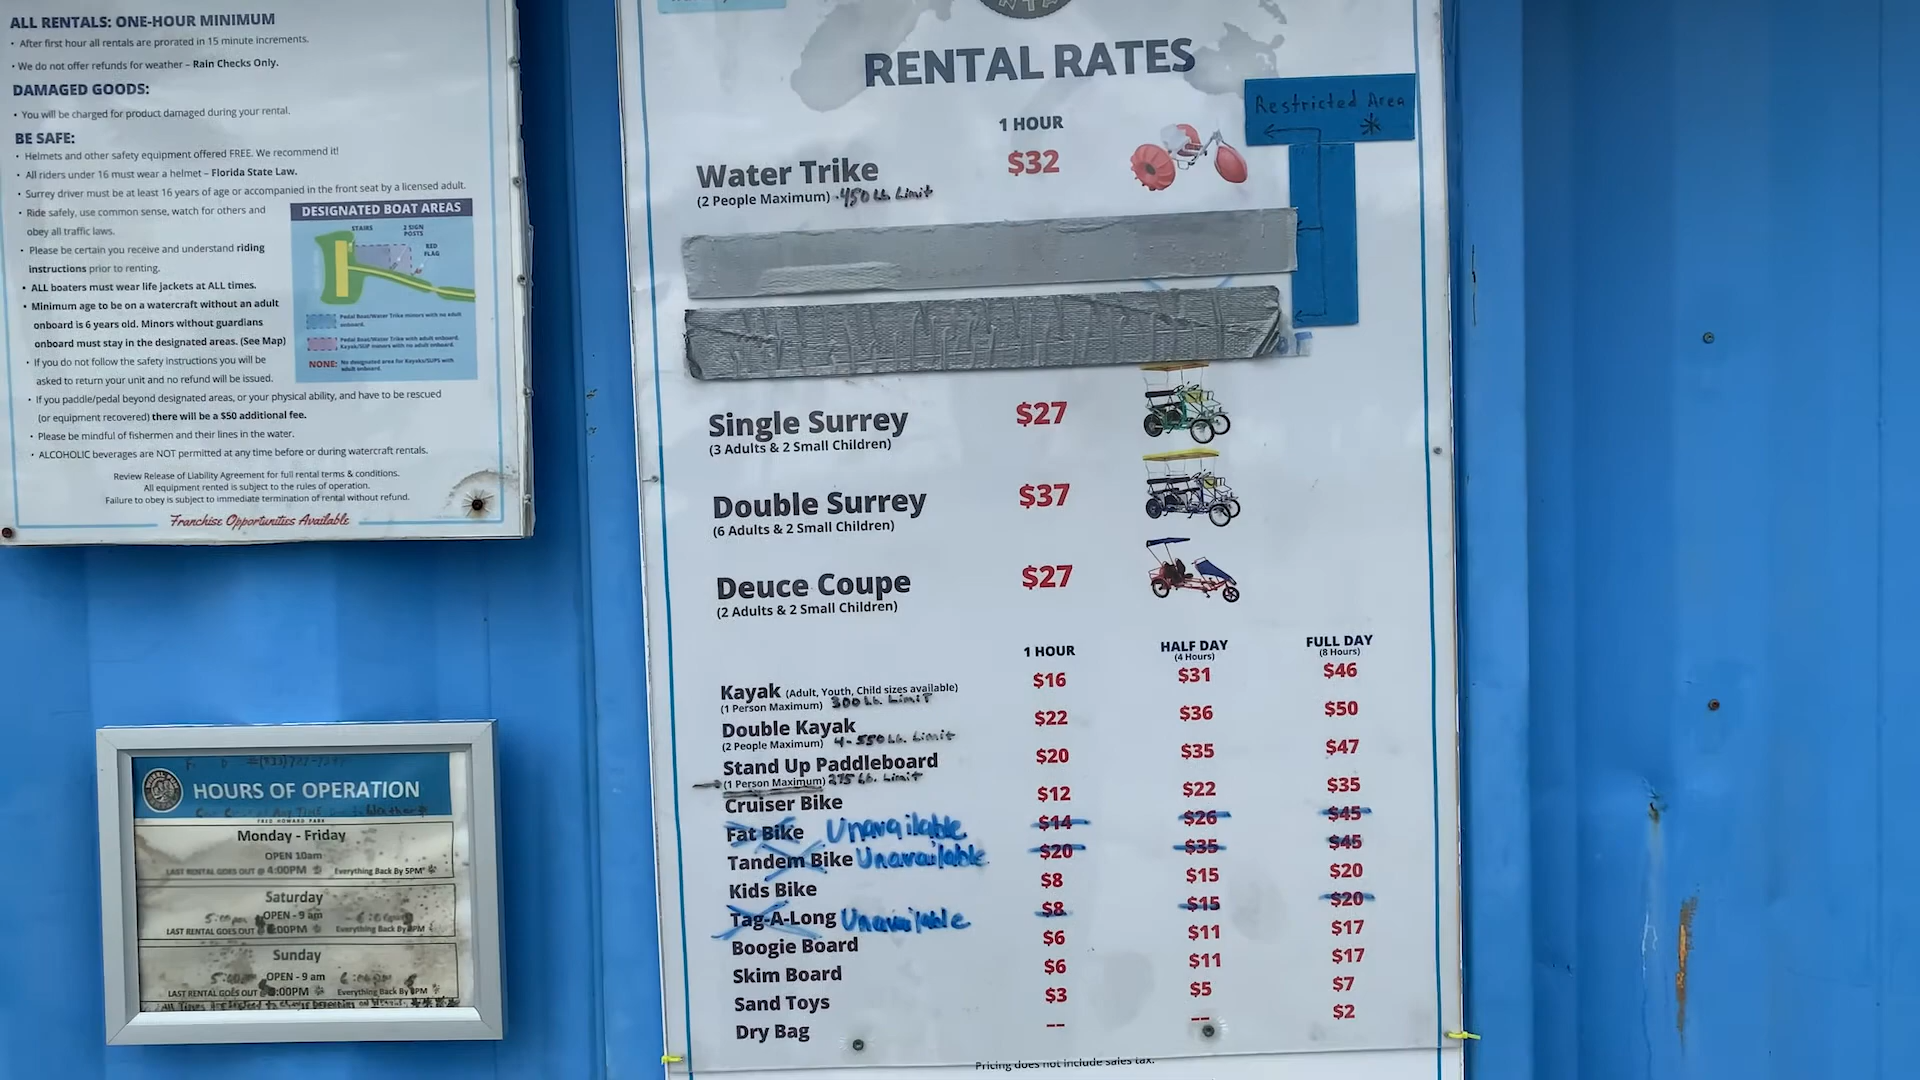 ALL RENTALS: ONE-HOUR MINIMUM
• After first hour all rentals are prorated in 15 minute increments.
• We do not offer refunds for weather – Rain Checks Only.
DAMAGED GOODS:
• You will be charged for product damaged during your rental.
BE SAFE:
• Helmets and other safety equipment offered FREE. We recommend it!
• All riders under 16 must wear a helmet – Florida State Law.
• Surrey driver must be at least 16 years of age or accompanied in the front seat by a licensed adult.
• Ride safely, use common sense, watch for others and
obey all traffic laws.
• Please be certain you receive and understand riding
instructions prior to renting.
• ALL boaters must wear life jackets at ALL times.
• Minimum age to be on a watercraft without an adult
onboard is 6 years old. Minors without guardians
onboard must stay in the designated areas. (See Map)
• If you do not follow the safety instructions you will be
asked to return your unit and no refund will be issued.
• If you paddle/pedal beyond designated areas, or your physical ability, and have to be rescued
(or equipment recovered) there will be a $50 additional fee.
• Please be mindful of fishermen and their lines in the water.
• ALCOHOLIC beverages are NOT permitted at any time before or during watercraft rentals.
DESIGNATED BOAT AREAS
STAIRS
2 SIGN
POSTS
RED
FLAG
Pedal Boat/Water Trike minors with no adult
onboard.
Pedal Boat/Water Trike with adult onboard.
Kayak/SUP minors with no adult onboard.
NONE: No designated area for Kayaks/SUPS with
adult onboard.
Review Release of Liability Agreement for full rental terms & conditions.
All equipment rented is subject to the rules of operation.
Failure to obey is subject to immediate termination of rental without refund.
Franchise Opportunities Available
HOURS OF OPERATION
FRED HOWARD PARK
Monday - Friday
OPEN 10am
LAST RENTAL GOES OUT @ 4:00PM Everything Back By 5PM
Saturday
OPEN - 9 am
LAST RENTAL GOES OUT Everything Back By PM
Sunday
OPEN - 9 am
LAST RENTAL GOES OUT Everything Back By PM
RENTAL RATES
Restricted Area
1 HOUR
Water Trike $32
(2 People Maximum) 450 Lb. Limit
Single Surrey $27
(3 Adults & 2 Small Children)
Double Surrey $37
(6 Adults & 2 Small Children)
Deuce Coupe $27
(2 Adults & 2 Small Children)
1 HOUR HALF DAY FULL DAY
(4 Hours) (8 Hours)
Kayak (Adult, Youth, Child sizes available) $16 $31 $46
(1 Person Maximum) 300 Lb. Limit
Double Kayak $22 $36 $50
(2 People Maximum) 4-550 Lb. Limit
Stand Up Paddleboard $20 $35 $47
(1 Person Maximum) 275 Lb. Limit
Cruiser Bike $12 $22 $35
Fat Bike Unavailable $14 $26 $45
Tandem Bike Unavailable $20 $35 $45
Kids Bike $8 $15 $20
Tag-A-Long Unavailable $8 $15 $20
Boogie Board $6 $11 $17
Skim Board $6 $11 $17
Sand Toys $3 $5 $7
Dry Bag -- -- $2
Pricing does not include sales tax.